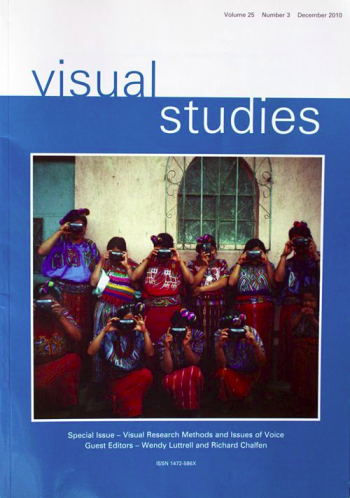 Volume 25 Number 3 December 2010
visual
studies
Special Issue – Visual Research Methods and Issues of Voice
Guest Editors – Wendy Luttrell and Richard Chalfen
ISSN 1472-586X